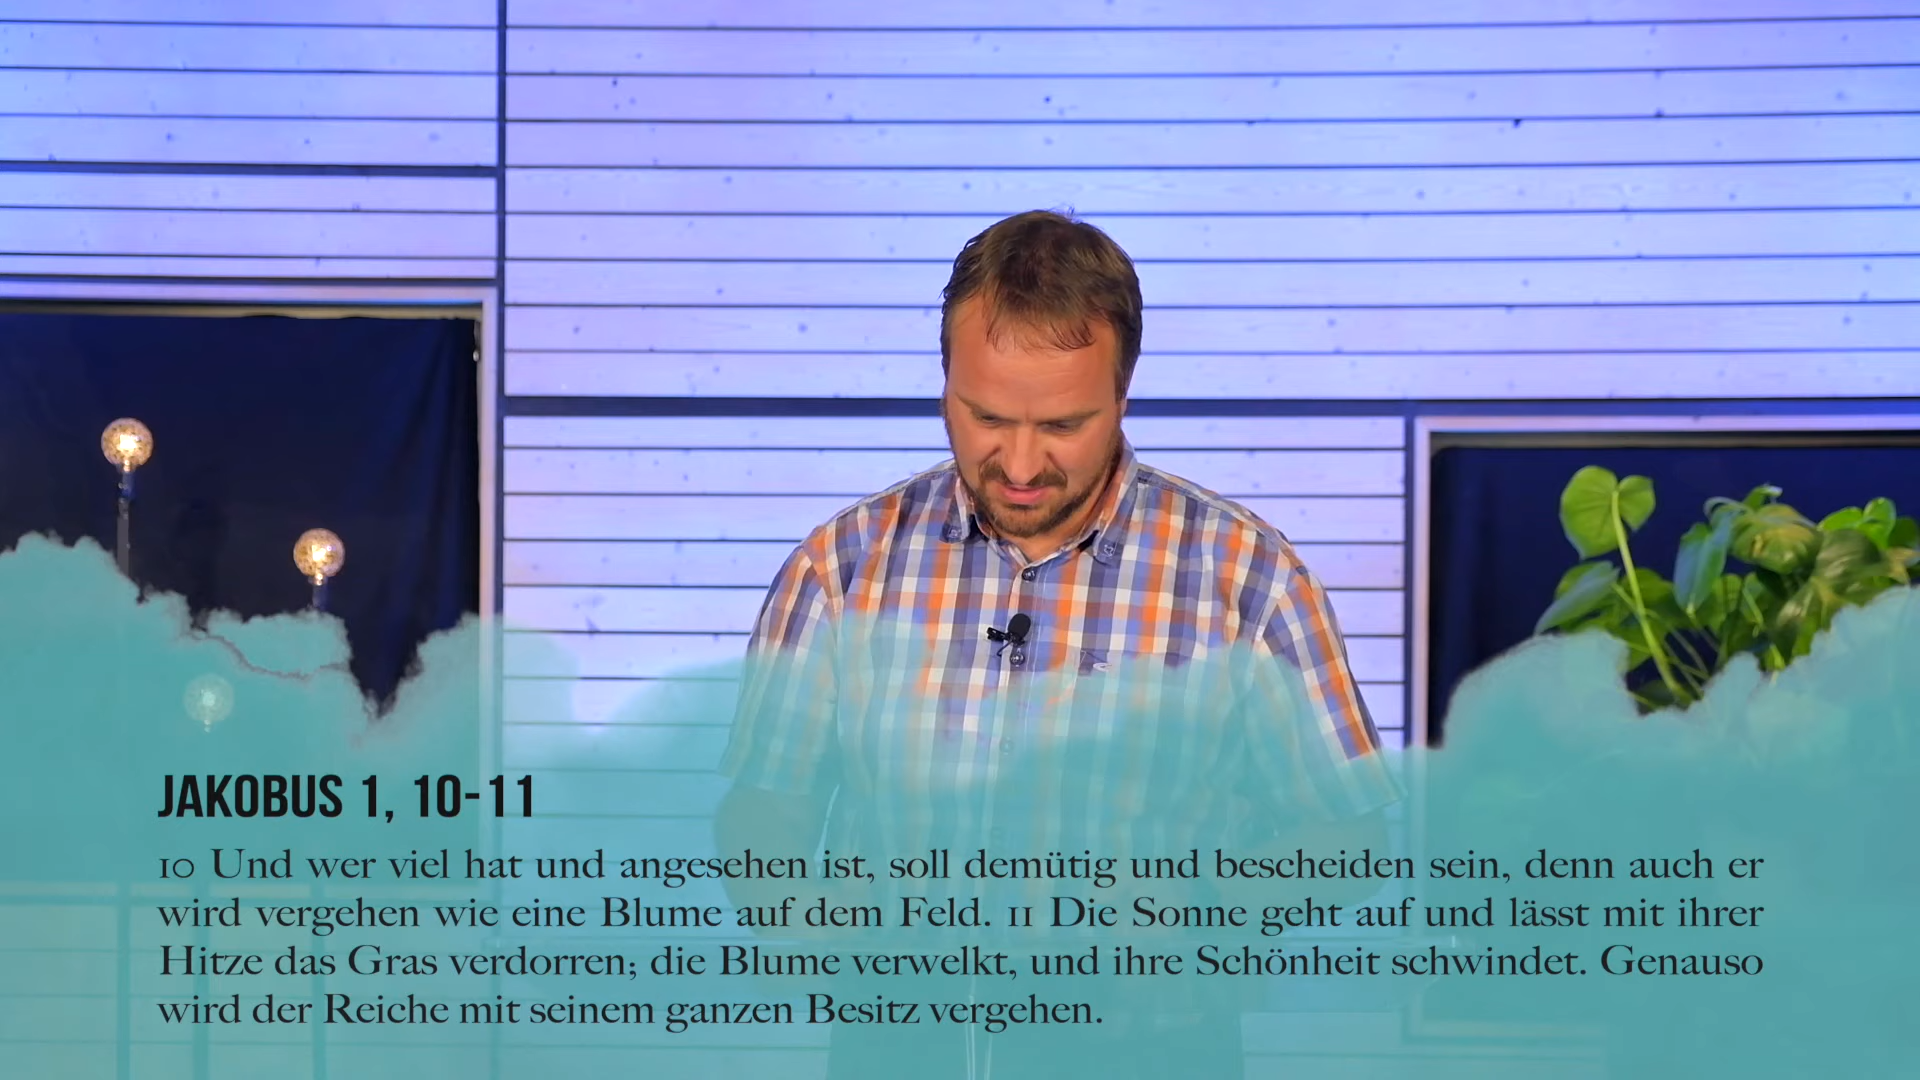 JAKOBUS 1, 10-11
10 Und wer viel hat und angesehen ist, soll demütig und bescheiden sein, denn auch er
wird vergehen wie eine Blume auf dem Feld. 11 Die Sonne geht auf und lässt mit ihrer
Hitze das Gras verdorren; die Blume verwelkt, und ihre Schönheit schwindet. Genauso
wird der Reiche mit seinem ganzen Besitz vergehen.